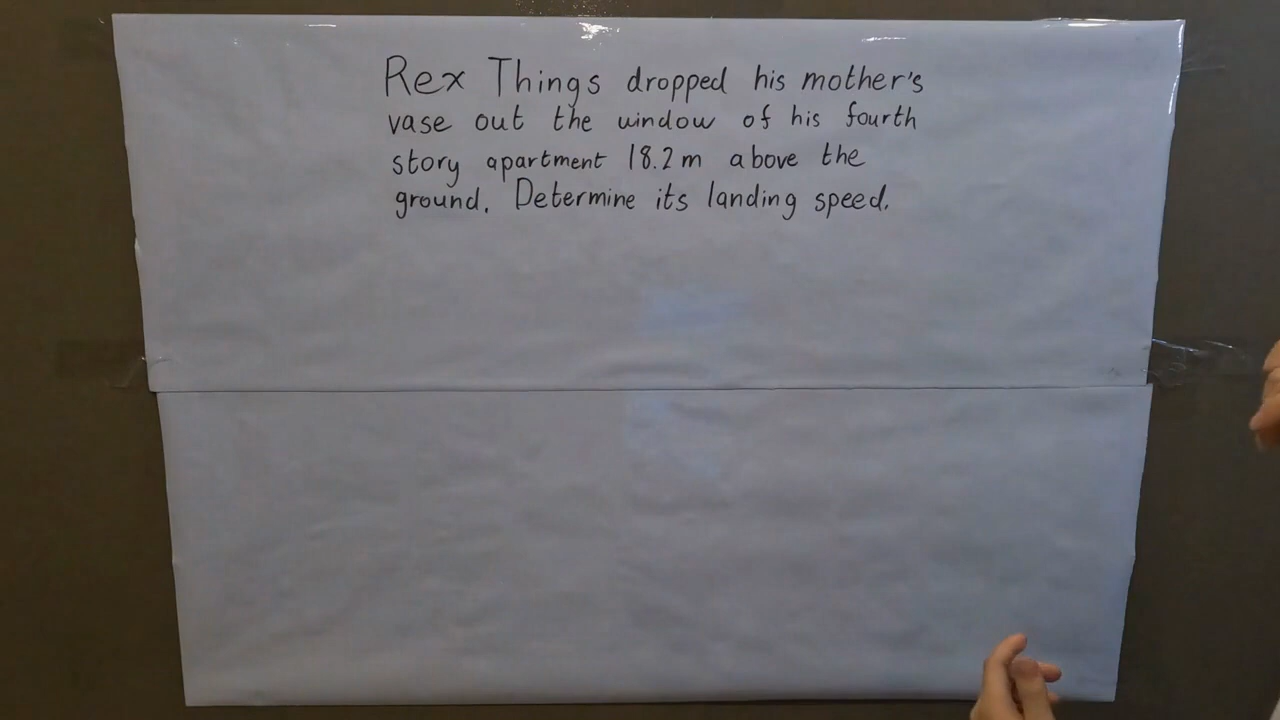 Rex Things dropped his mother's
vase out the window of his fourth
story apartment 18.2 m above the
ground. Determine its landing speed.